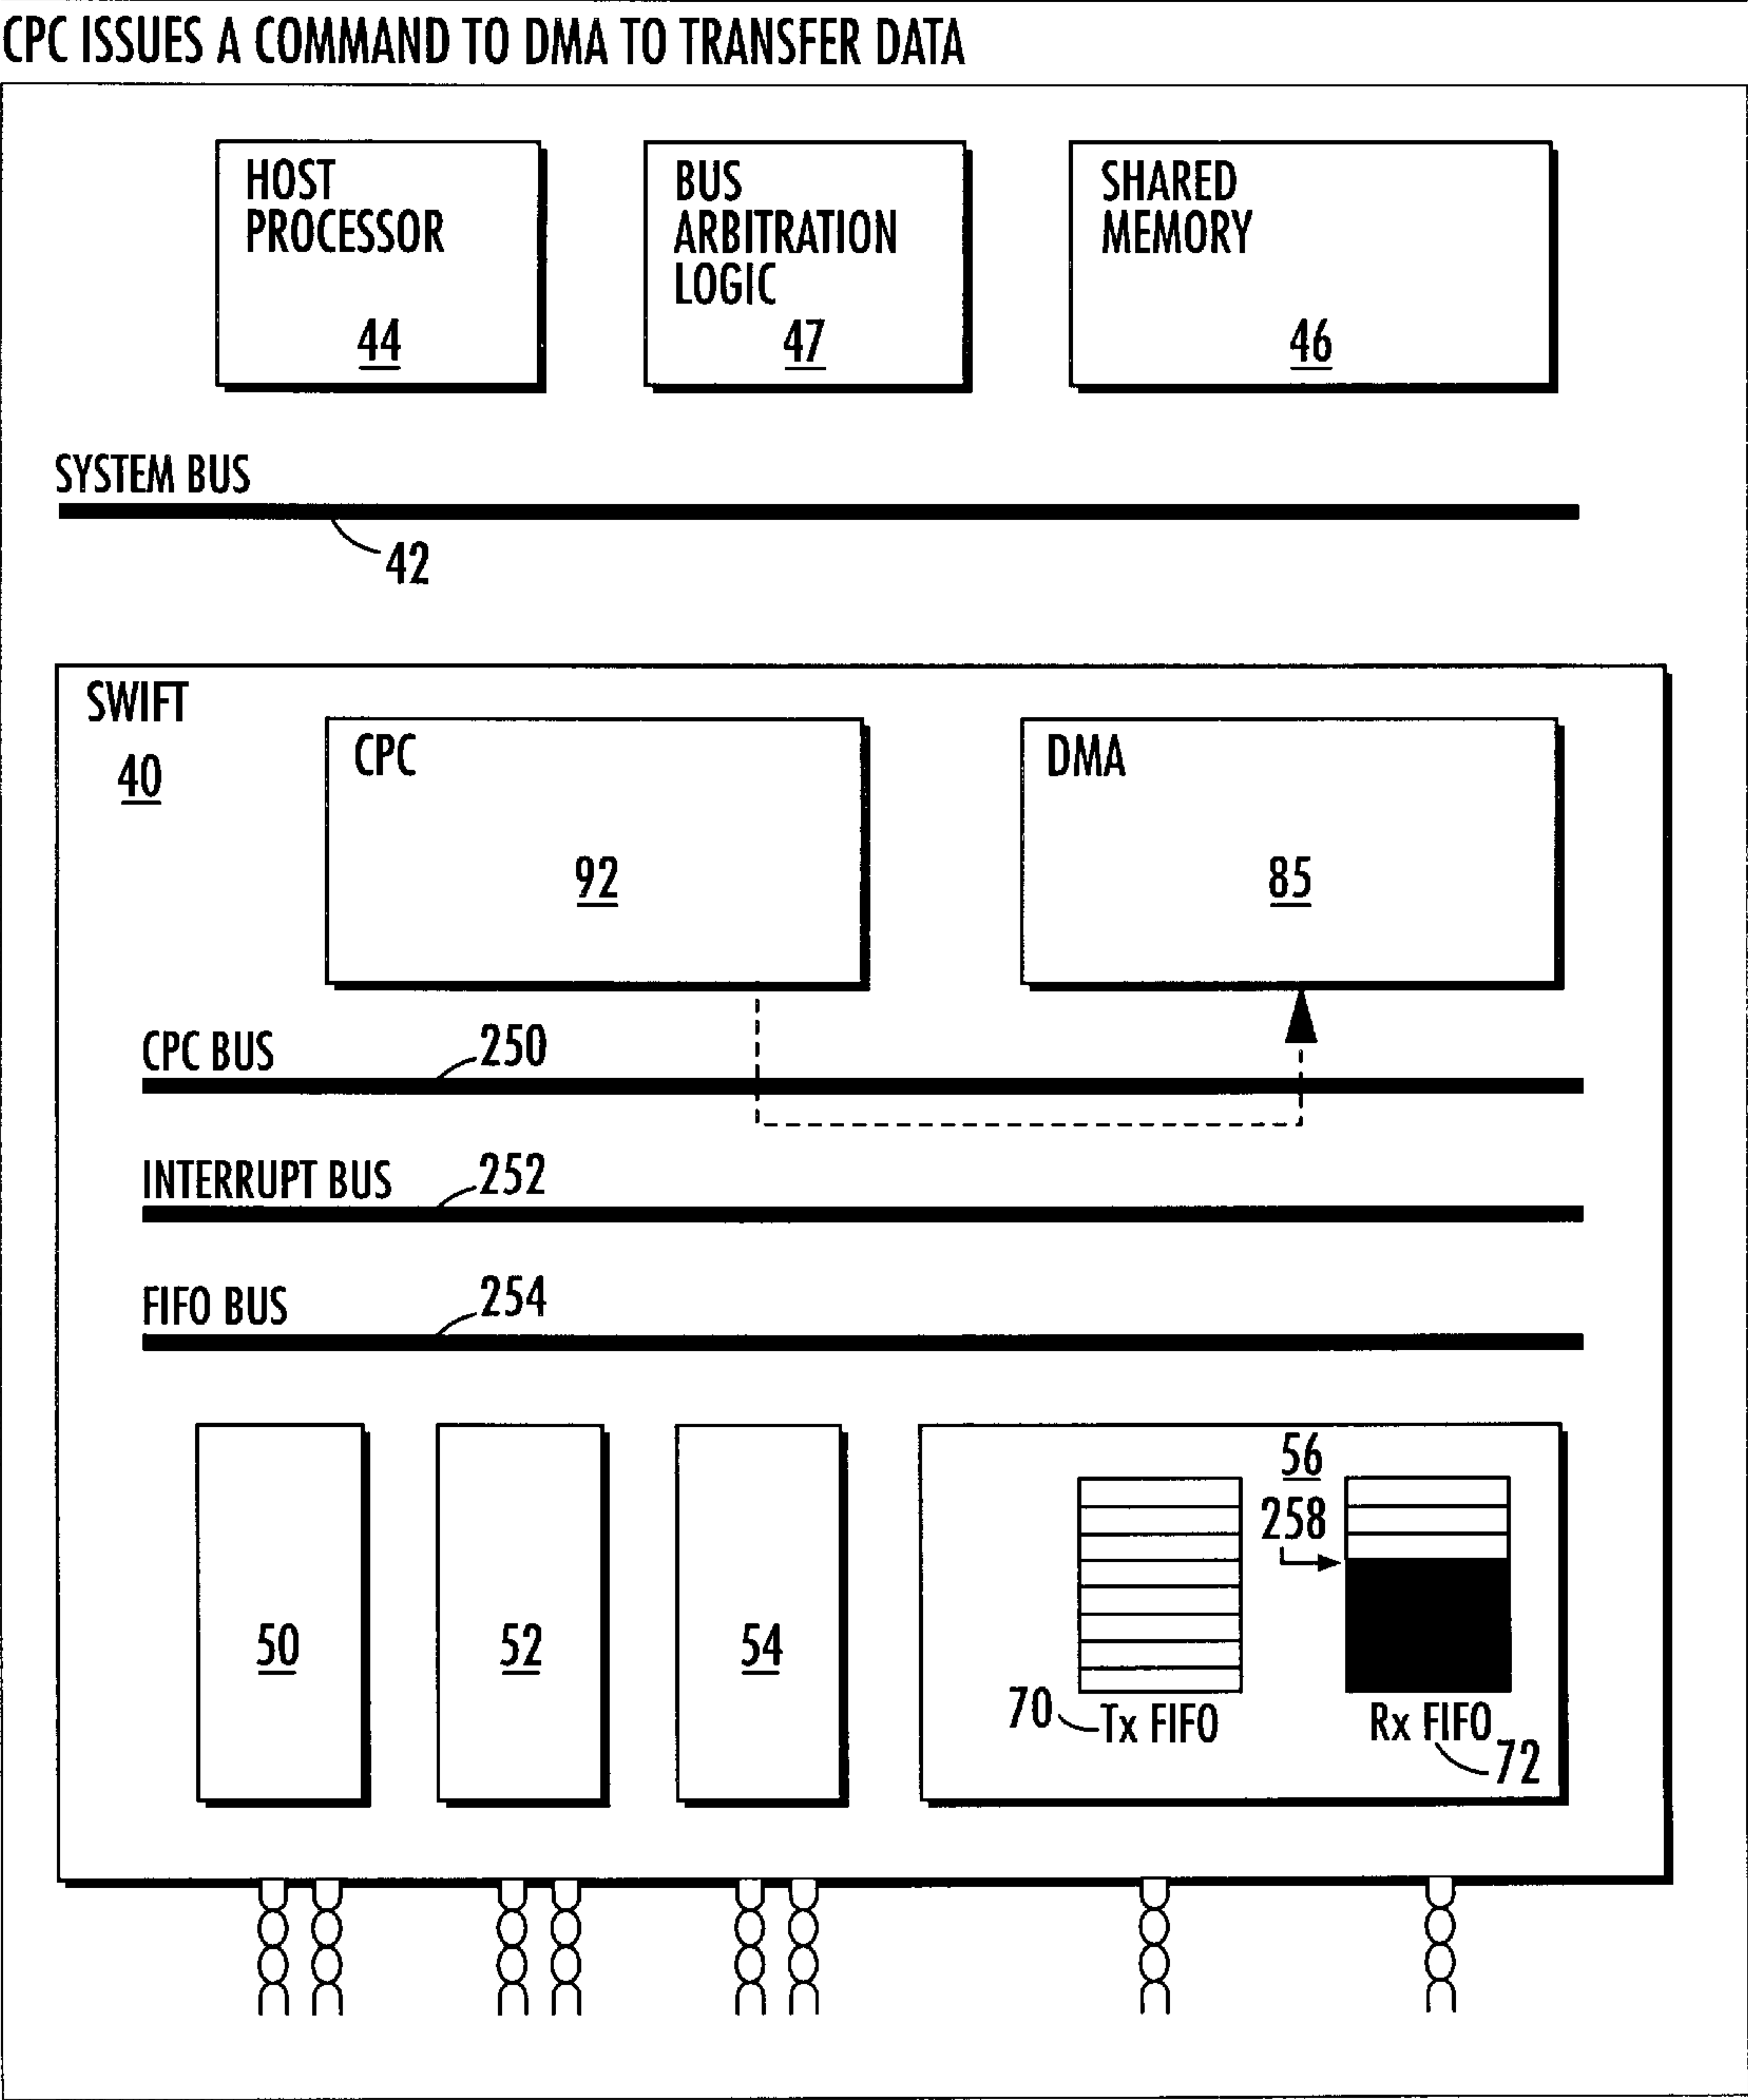 CPC ISSUES A COMMAND TO DMA TO TRANSFER DATA
HOST
PROCESSOR
44
BUS
ARBITRATION
LOGIC
47
SHARED
MEMORY
46
SYSTEM BUS
42
SWIFT
40
CPC
92
DMA
85
CPC BUS
250
INTERRUPT BUS
252
FIFO BUS
254
50
52
54
56
258
70
Tx FIFO
Rx FIFO
72